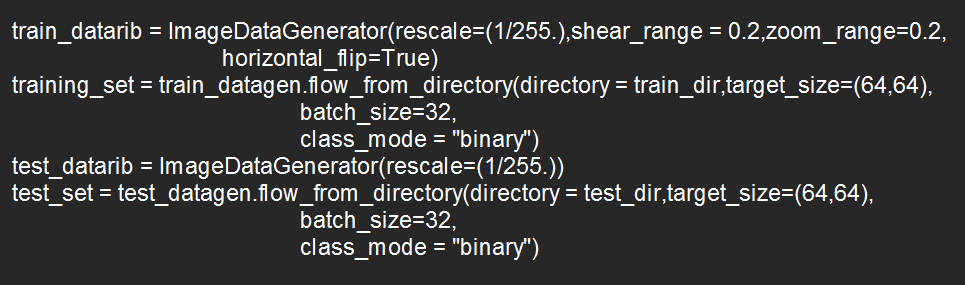 train_datarib = ImageDataGenerator(rescale=(1/255.),shear_range = 0.2,zoom_range=0.2,
horizontal_flip=True)
training_set = train_datagen.flow_from_directory(directory = train_dir,target_size=(64,64),
batch_size=32,
class_mode = "binary")
test_datarib = ImageDataGenerator(rescale=(1/255.))
test_set = test_datagen.flow_from_directory(directory = test_dir,target_size=(64,64),
batch_size=32,
class_mode = "binary")